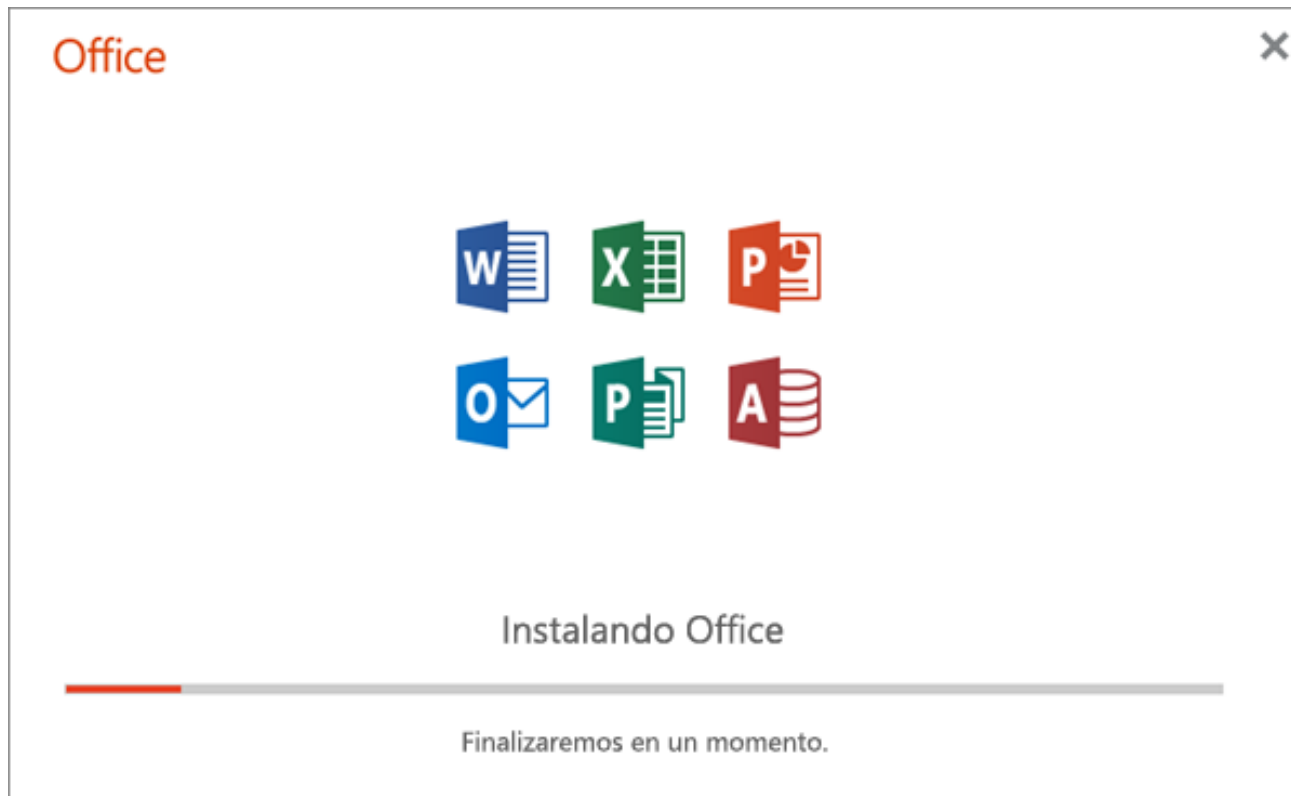 Office
W X P
O P A
Instalando Office
Finalizaremos en un momento.